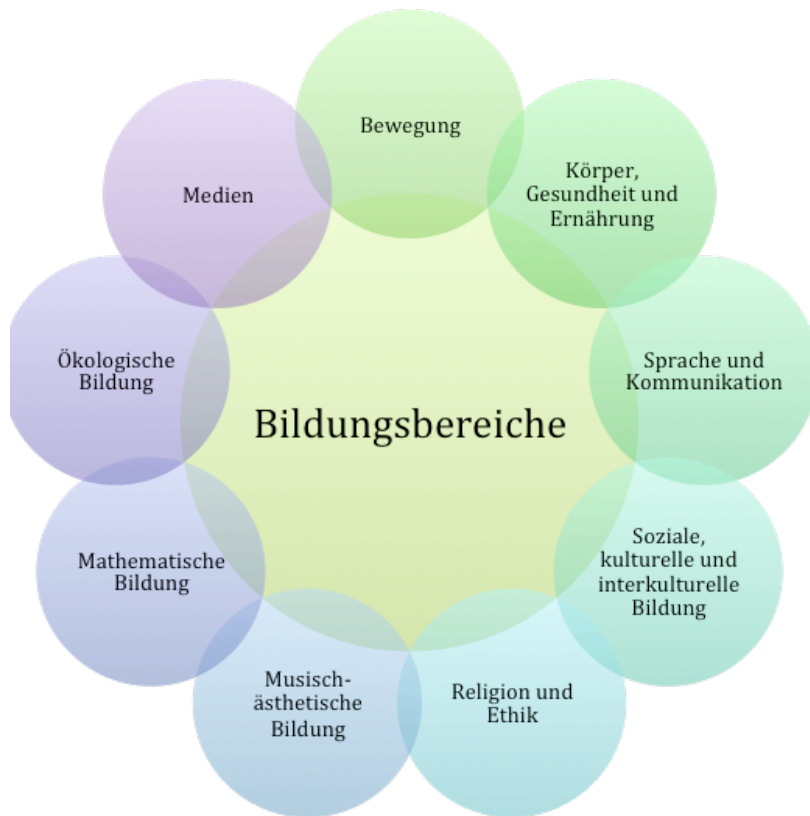 Bewegung
Körper,
Gesundheit und
Ernährung
Sprache und
Kommunikation
Soziale,
kulturelle und
interkulturelle
Bildung
Religion und
Ethik
Musisch-
ästhetische
Bildung
Mathematische
Bildung
Ökologische
Bildung
Medien
Bildungsbereiche